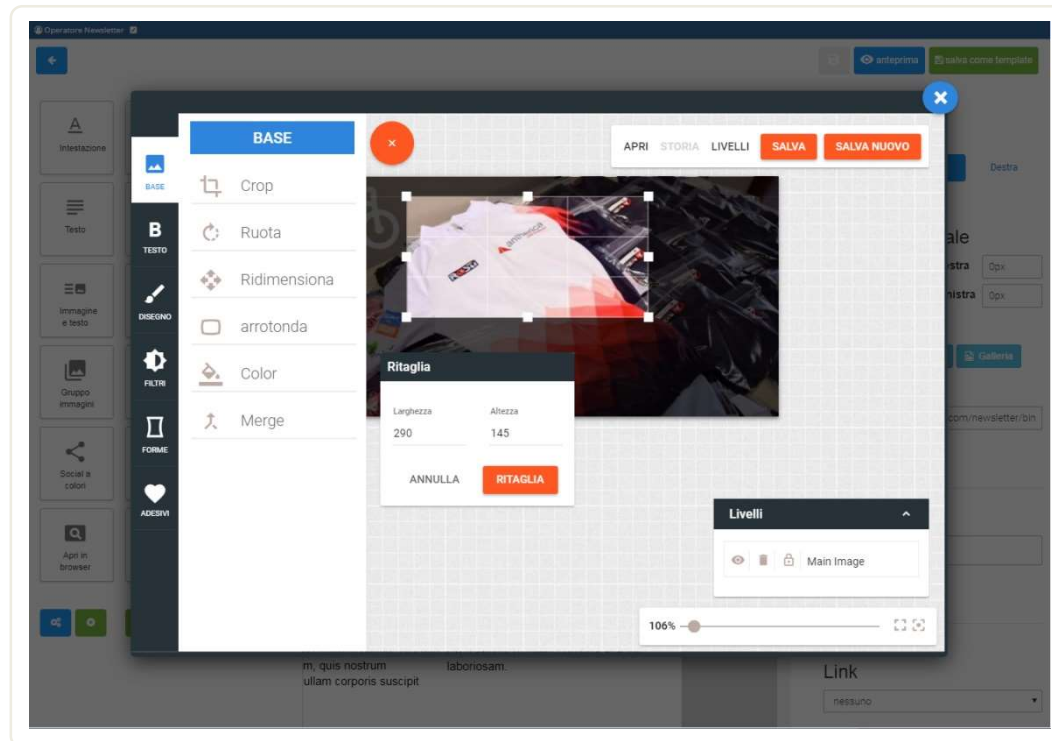 Operatore Newsletter
anteprima
salva come template
Intestazione
Testo
Immagine
e testo
Gruppo
immagini
Social a
colori
Apri in
browser
BASE
TESTO
DISEGNO
FILTRI
FORME
ADESIVI
BASE
Crop
Ruota
Ridimensiona
arrotonda
Color
Merge
×
APRI STORIA LIVELLI SALVA SALVA NUOVO
Ritaglia
Larghezza Altezza
290 145
ANNULLA RITAGLIA
Livelli
Main Image
106%
Destra
ale
stra 0px
nistra 0px
Galleria
com/newsletter/bin
m, quis nostrum
ullam corporis suscipit
laboriosam.
Link
nessuno